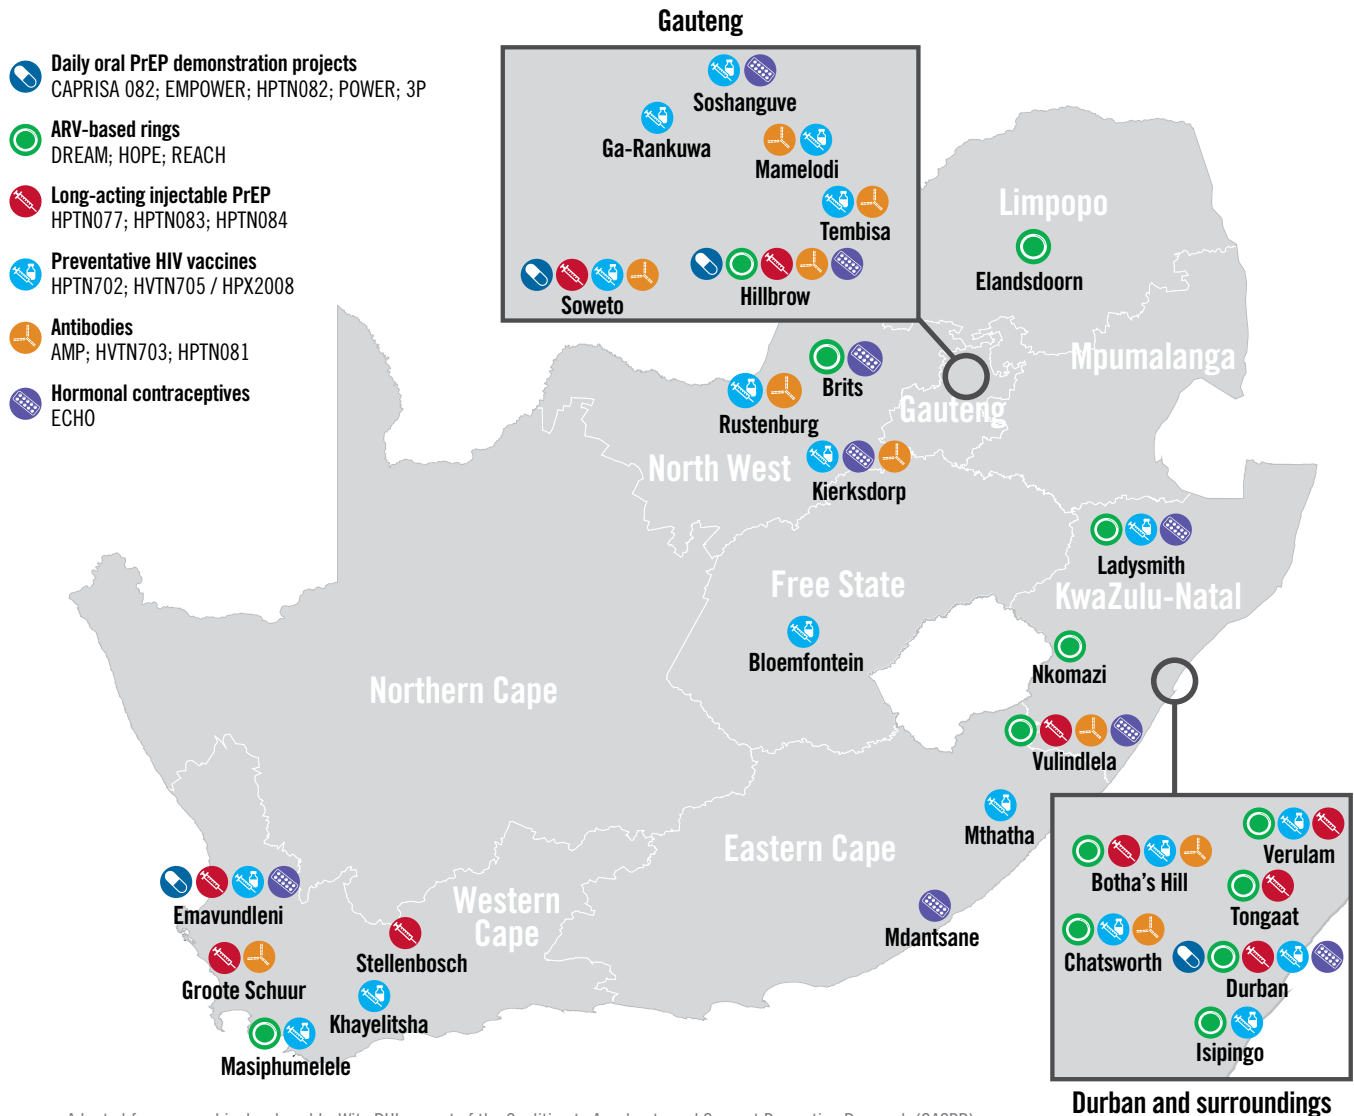 Gauteng
Daily oral PrEP demonstration projects
CAPRISA 082; EMPOWER; HPTN082; POWER; 3P
ARV-based rings
DREAM; HOPE; REACH
Long-acting injectable PrEP
HPTN077; HPTN083; HPTN084
Preventative HIV vaccines
HPTN702; HVTN705 / HPX2008
Antibodies
AMP; HVTN703; HPTN081
Hormonal contraceptives
ECHO
Soshanguve
Ga-Rankuwa
Mamelodi
Tembisa
Soweto
Hillbrow
Limpopo
Elandsdoorn
Mpumalanga
Brits
Rustenburg
Gauteng
North West
Kierksdorp
Ladysmith
KwaZulu-Natal
Free State
Bloemfontein
Nkomazi
Northern Cape
Vulindlela
Mthatha
Eastern Cape
Mdantsane
Western
Cape
Emavundleni
Stellenbosch
Groote Schuur
Khayelitsha
Masiphumelele
Verulam
Botha's Hill
Tongaat
Chatsworth
Durban
Isipingo
Durban and surroundings